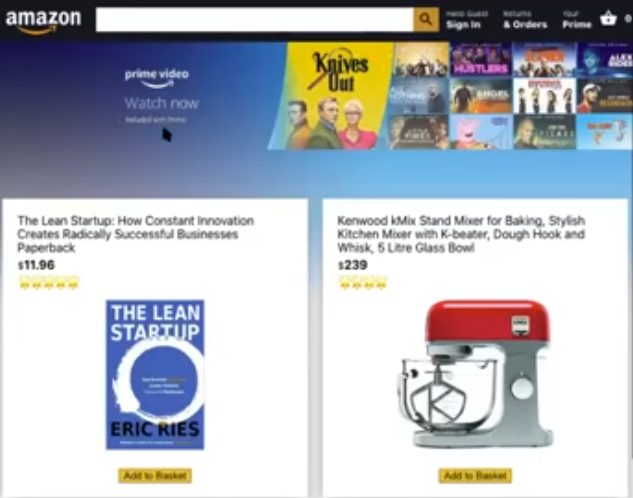 amazon
Hello Guest
Sign In
Returns
& Orders
Your
Prime
0
prime video
Watch now
Included with Prime
Knives
Out
HUSTLERS
ALEX
RIDER
ANGEL
PICARD
The Lean Startup: How Constant Innovation
Creates Radically Successful Businesses
Paperback
$11.96
THE LEAN
STARTUP
ERIC RIES
Add to Basket
Kenwood kMix Stand Mixer for Baking, Stylish
Kitchen Mixer with K-beater, Dough Hook and
Whisk, 5 Litre Glass Bowl
$239
Add to Basket